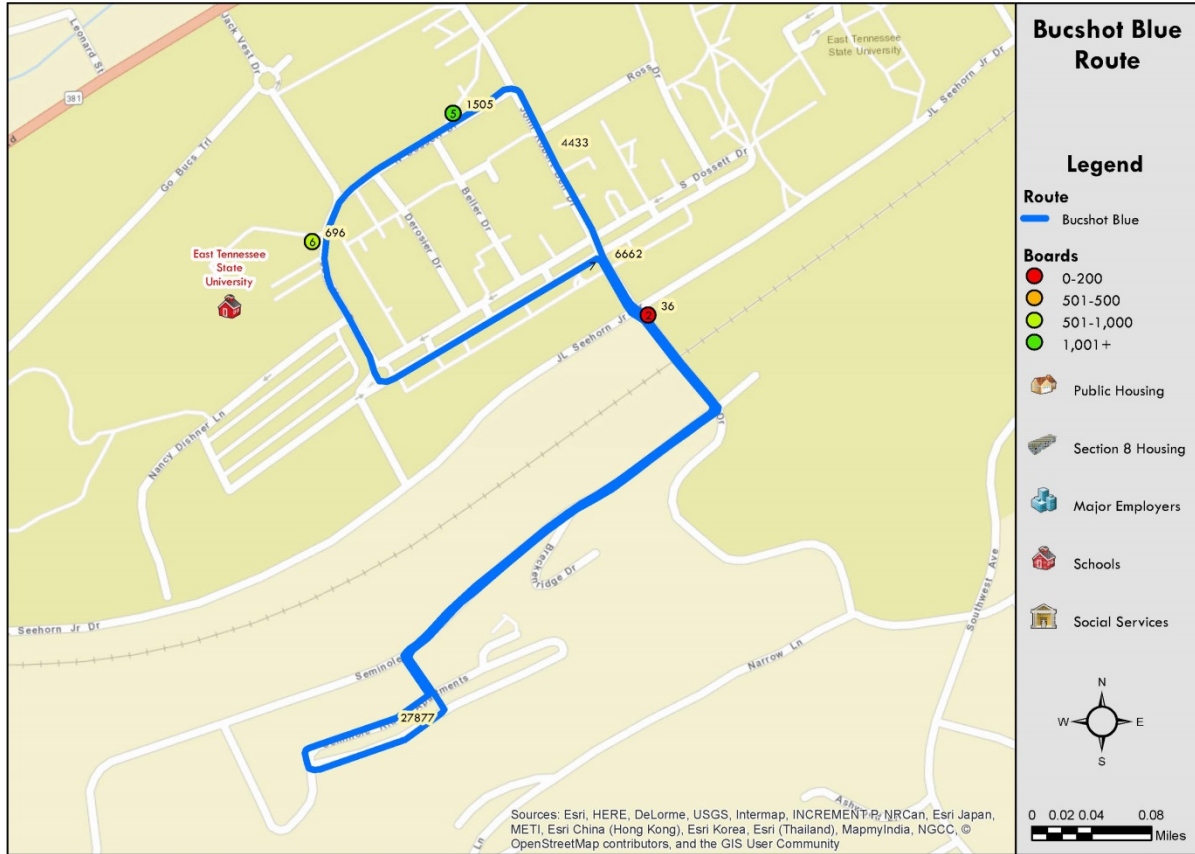 Bucshot Blue
Route
Legend
Route
Bucshot Blue
Boards
0-200
501-500
501-1,000
1,001+
Public Housing
Section 8 Housing
Major Employers
Schools
Social Services
N
W
E
S
0
0.02
0.04
0.08
Miles
Leonard St
381
Jack Vest Dr
Go Bucs Trl
East Tennessee
State University
Ross Dr
JL Seehorn Jr Dr
5
1505
4433
S Dossett Dr
Beller Dr
Derosier Dr
6
696
East Tennessee
State
University
6662
36
2
JL Seehorn Jr
Nancy Dishner Ln
Dr
Brecken
ridge Dr
Southwest Ave
Seehorn Jr Dr
Seminole
Narrow Ln
27877
Ln
Sources: Esri, HERE, DeLorme, USGS, Intermap, INCREMENT P, NRCan, Esri Japan,
METI, Esri China (Hong Kong), Esri Korea, Esri (Thailand), MapmyIndia, NGCC, ©
OpenStreetMap contributors, and the GIS User Community